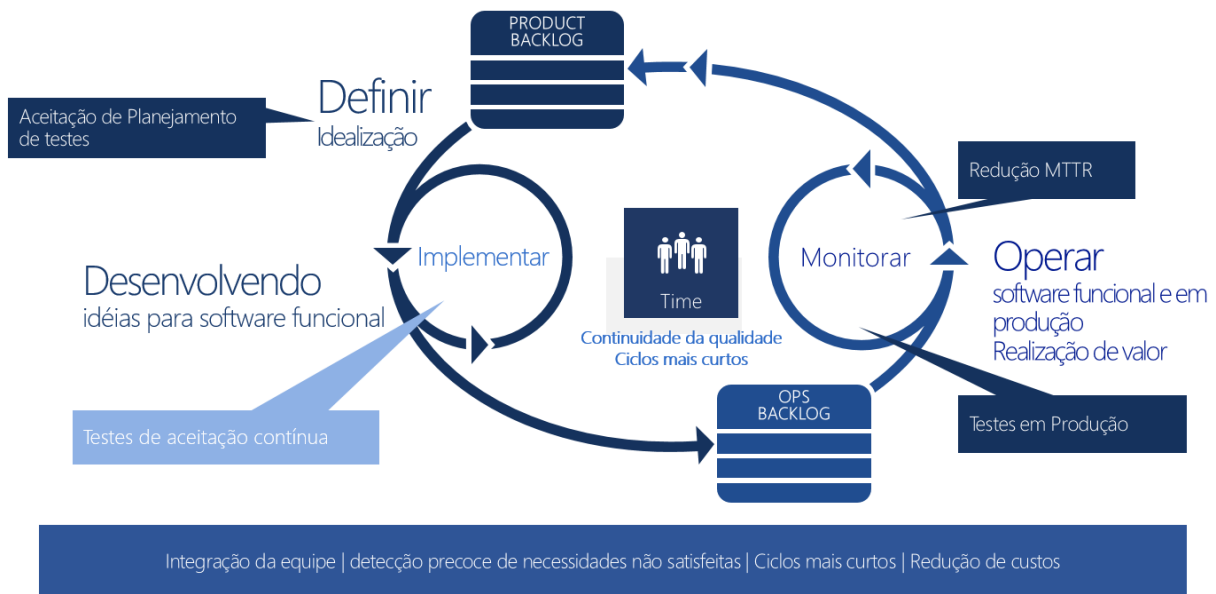 PRODUCT
BACKLOG
Definir
Idealização
Aceitação de Planejamento
de testes
Redução MTTR
Implementar
Monitorar
Time
Operar
software funcional e em
produção
Realização de valor
Desenvolvendo
idéias para software funcional
Continuidade da qualidade
Ciclos mais curtos
OPS
BACKLOG
Testes de aceitação contínua
Testes em Produção
Integração da equipe | detecção precoce de necessidades não satisfeitas | Ciclos mais curtos | Redução de custos